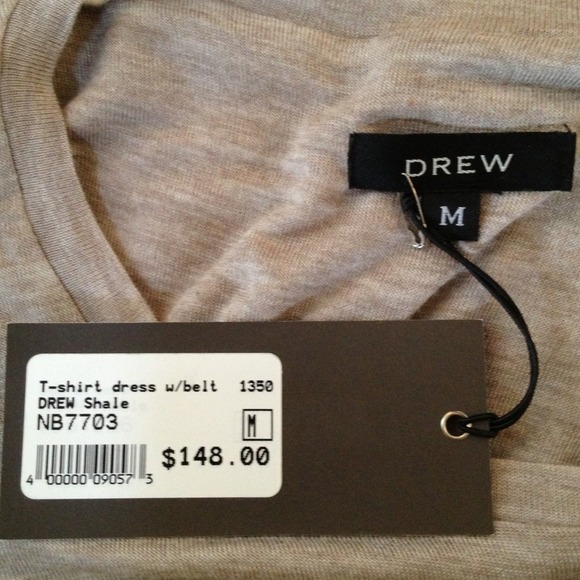 DREW
M
T-shirt dress w/belt 1350
DREW Shale
NB7703 M
$148.00
4 00000 09057 3